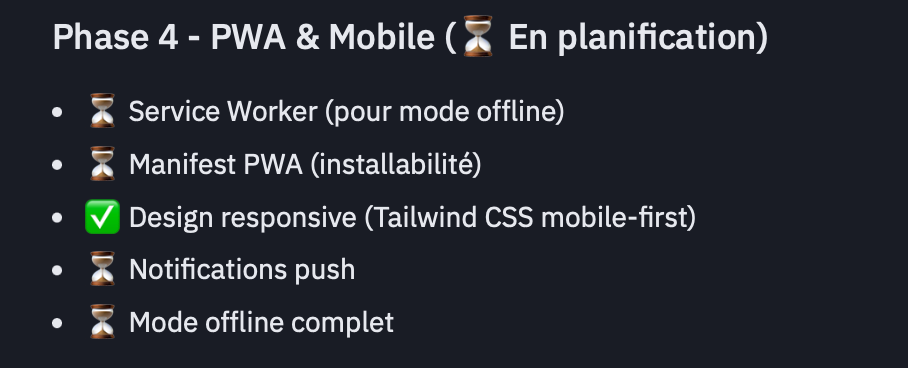 Phase 4 - PWA & Mobile (⏳ En planification)
• ⏳ Service Worker (pour mode offline)
• ⏳ Manifest PWA (installabilité)
• ✅ Design responsive (Tailwind CSS mobile-first)
• ⏳ Notifications push
• ⏳ Mode offline complet